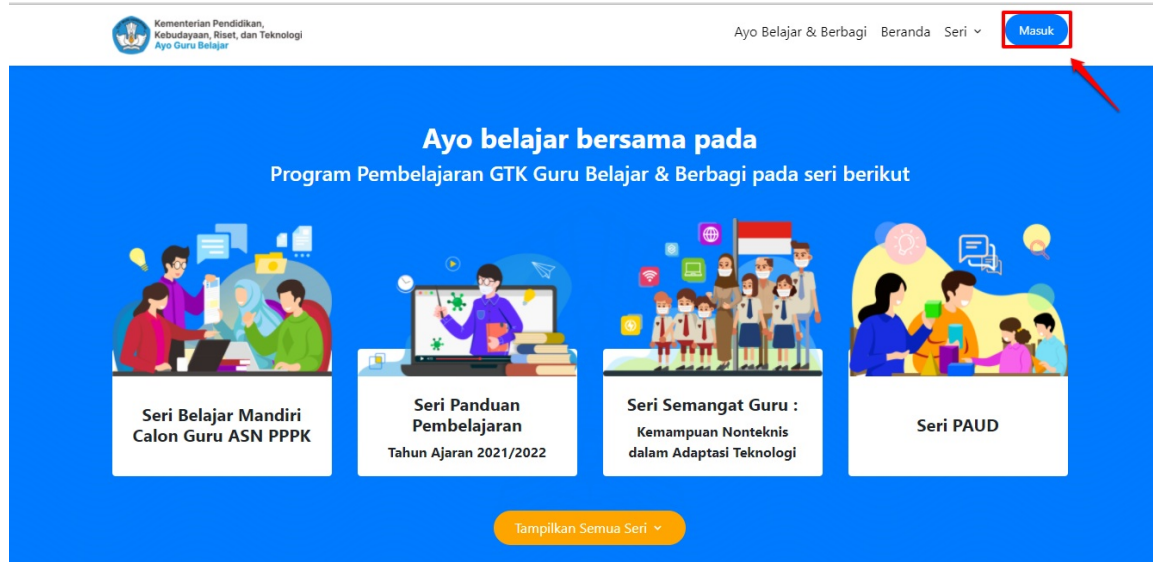 Kementerian Pendidikan,
Kebudayaan, Riset, dan Teknologi
Ayo Guru Belajar
Ayo Belajar & Berbagi Beranda Seri Masuk
Ayo belajar bersama pada
Program Pembelajaran GTK Guru Belajar & Berbagi pada seri berikut
Seri Belajar Mandiri
Calon Guru ASN PPPK
Seri Panduan
Pembelajaran
Tahun Ajaran 2021/2022
Seri Semangat Guru :
Kemampuan Nonteknis
dalam Adaptasi Teknologi
Seri PAUD
Tampilkan Semua Seri